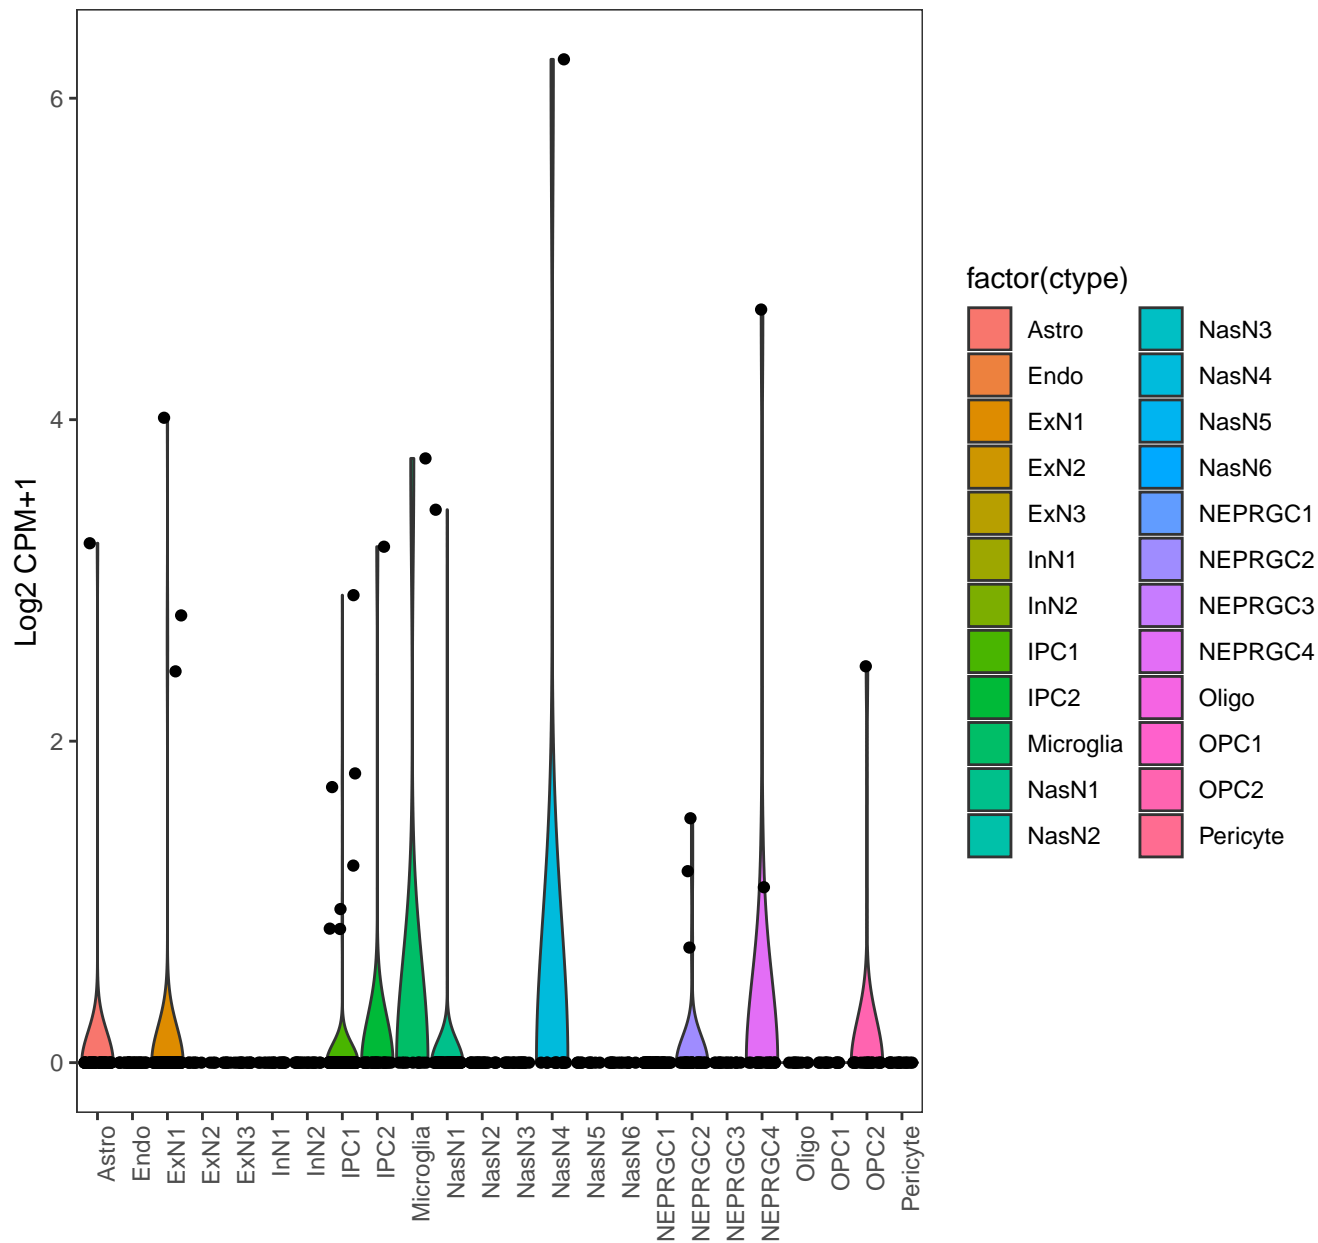 6
4
2
0
Log2 CPM+1
Astro
Endo
ExN1
ExN2
ExN3
InN1
InN2
IPC1
IPC2
Microglia
NasN1
NasN2
NasN3
NasN4
NasN5
NasN6
NEPRGC1
NEPRGC2
NEPRGC3
NEPRGC4
Oligo
OPC1
OPC2
Pericyte
factor(ctype)
Astro
Endo
ExN1
ExN2
ExN3
InN1
InN2
IPC1
IPC2
Microglia
NasN1
NasN2
NasN3
NasN4
NasN5
NasN6
NEPRGC1
NEPRGC2
NEPRGC3
NEPRGC4
Oligo
OPC1
OPC2
Pericyte